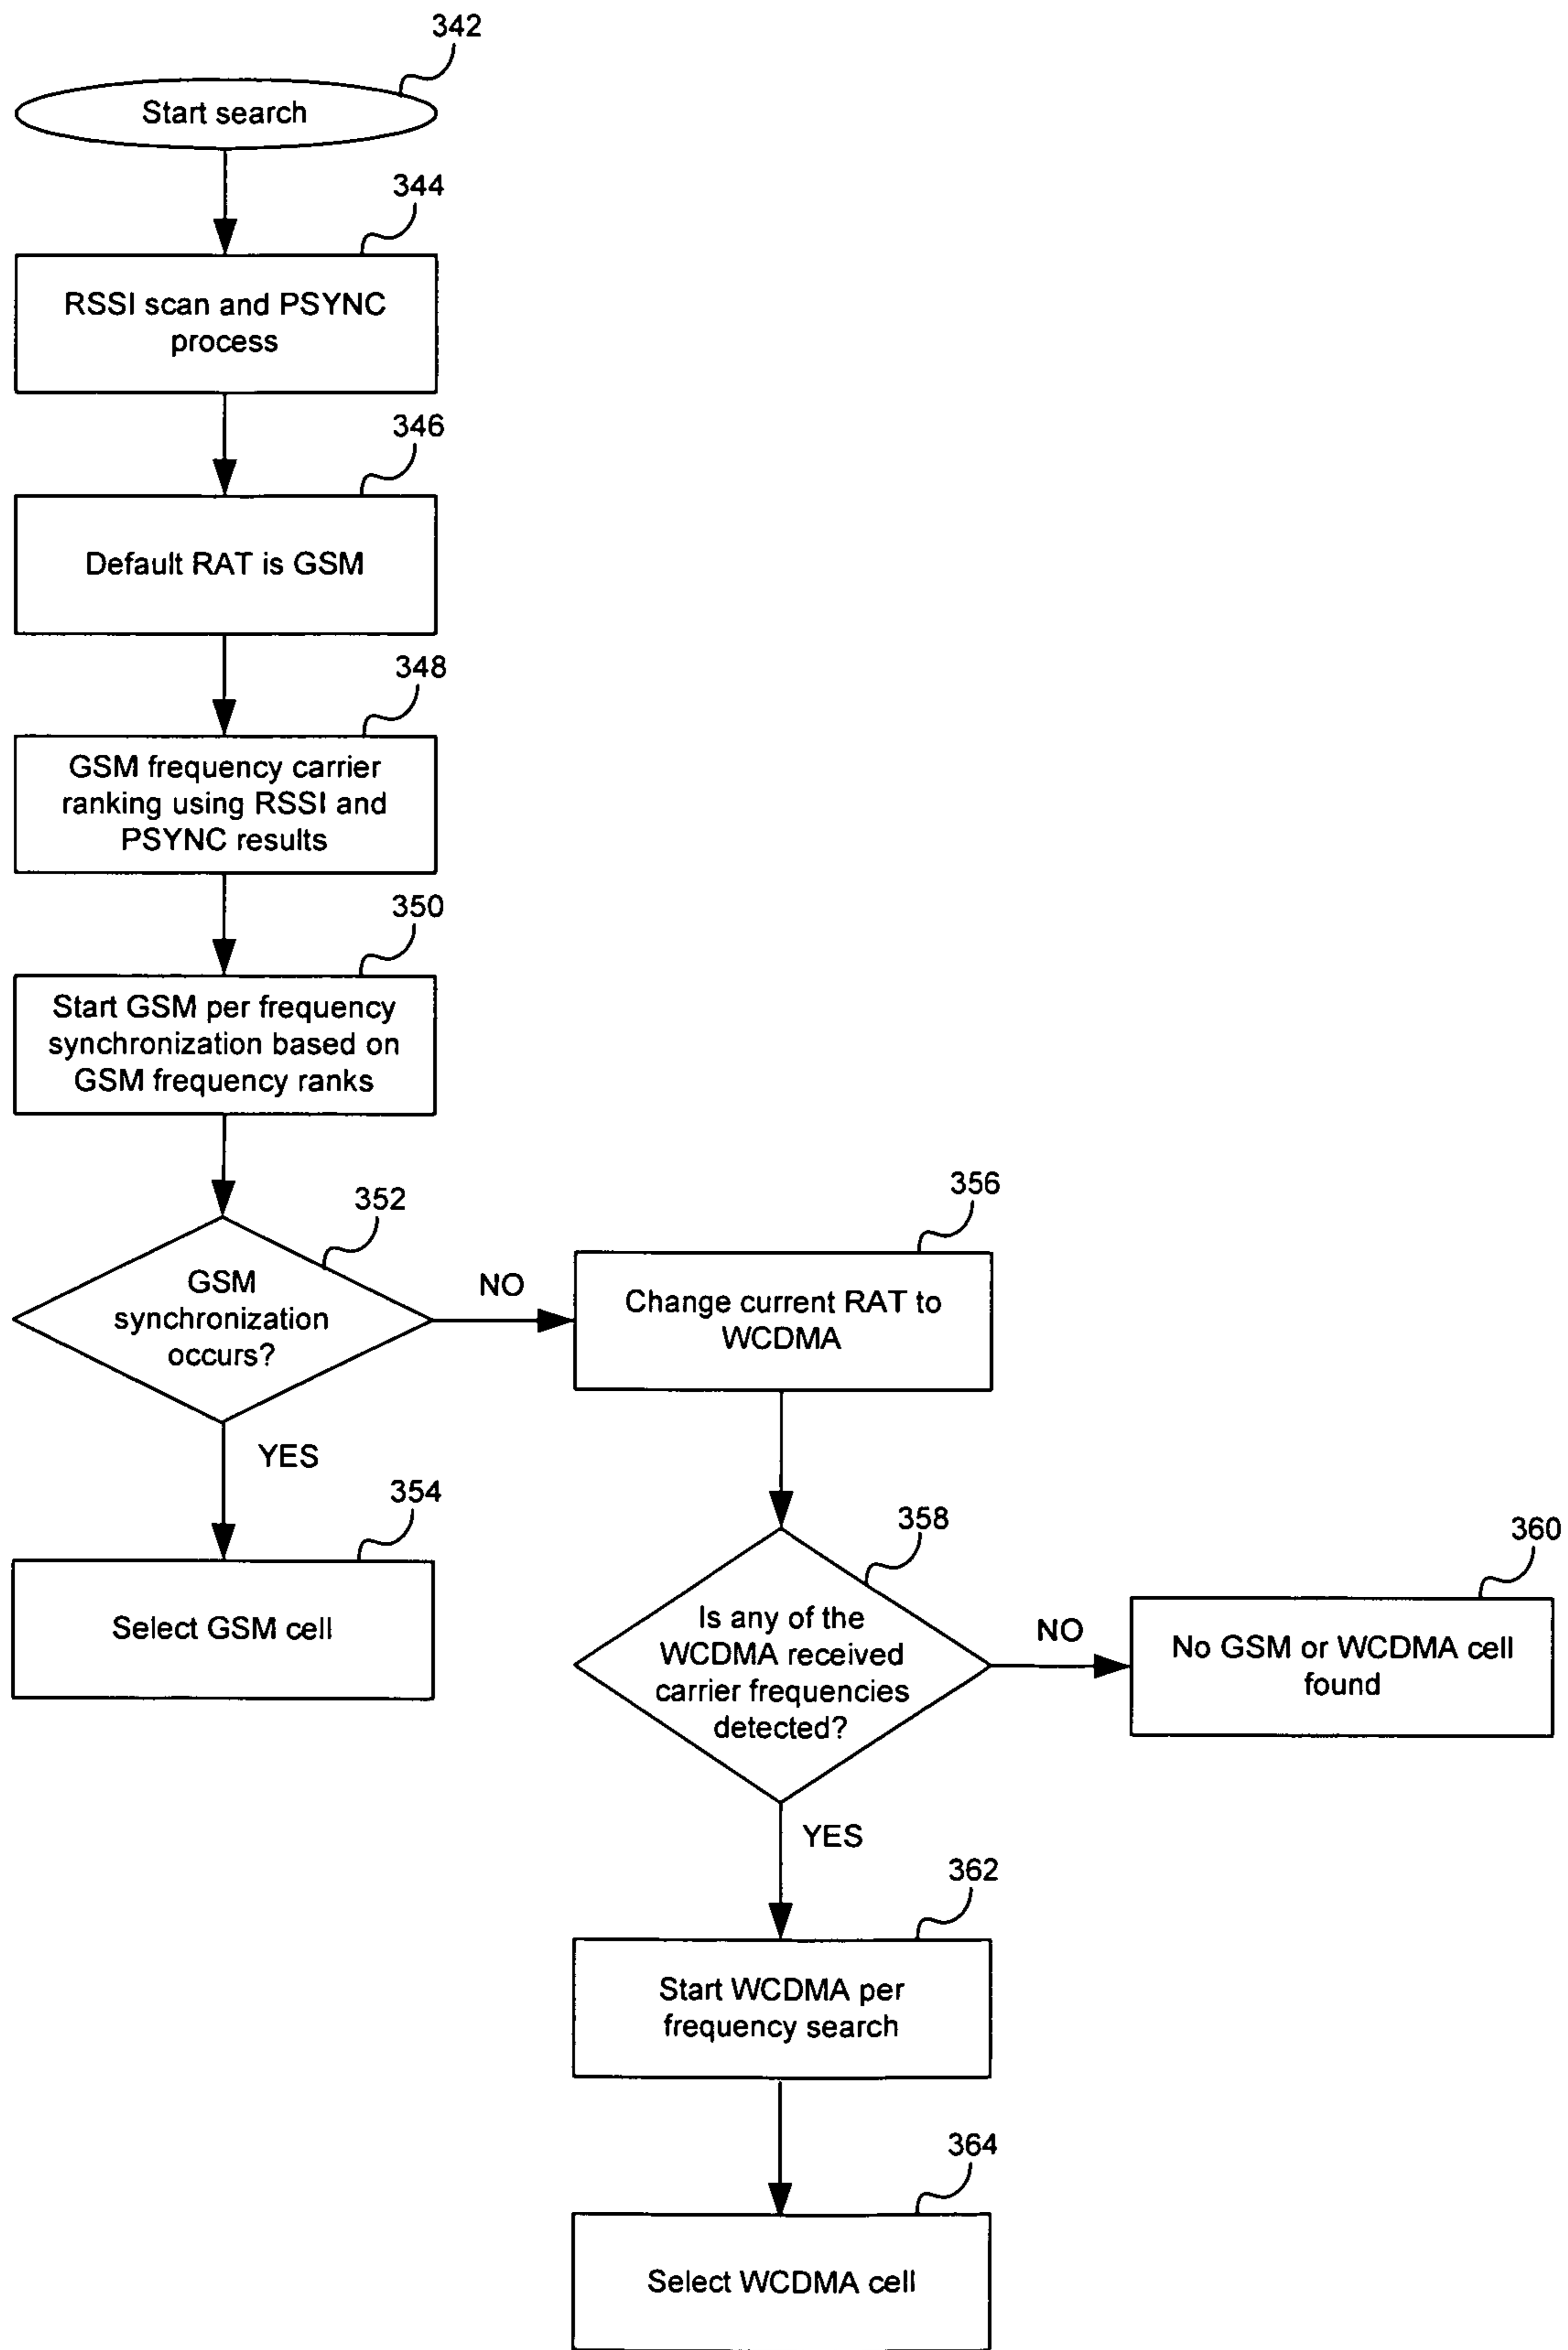 342
Start search
344
RSSI scan and PSYNC
process
346
Default RAT is GSM
348
GSM frequency carrier
ranking using RSSI and
PSYNC results
350
Start GSM per frequency
synchronization based on
GSM frequency ranks
352
GSM
synchronization
occurs?
NO
356
Change current RAT to
WCDMA
YES
354
Select GSM cell
358
Is any of the
WCDMA received
carrier frequencies
detected?
NO
360
No GSM or WCDMA cell
found
YES
362
Start WCDMA per
frequency search
364
Select WCDMA cell